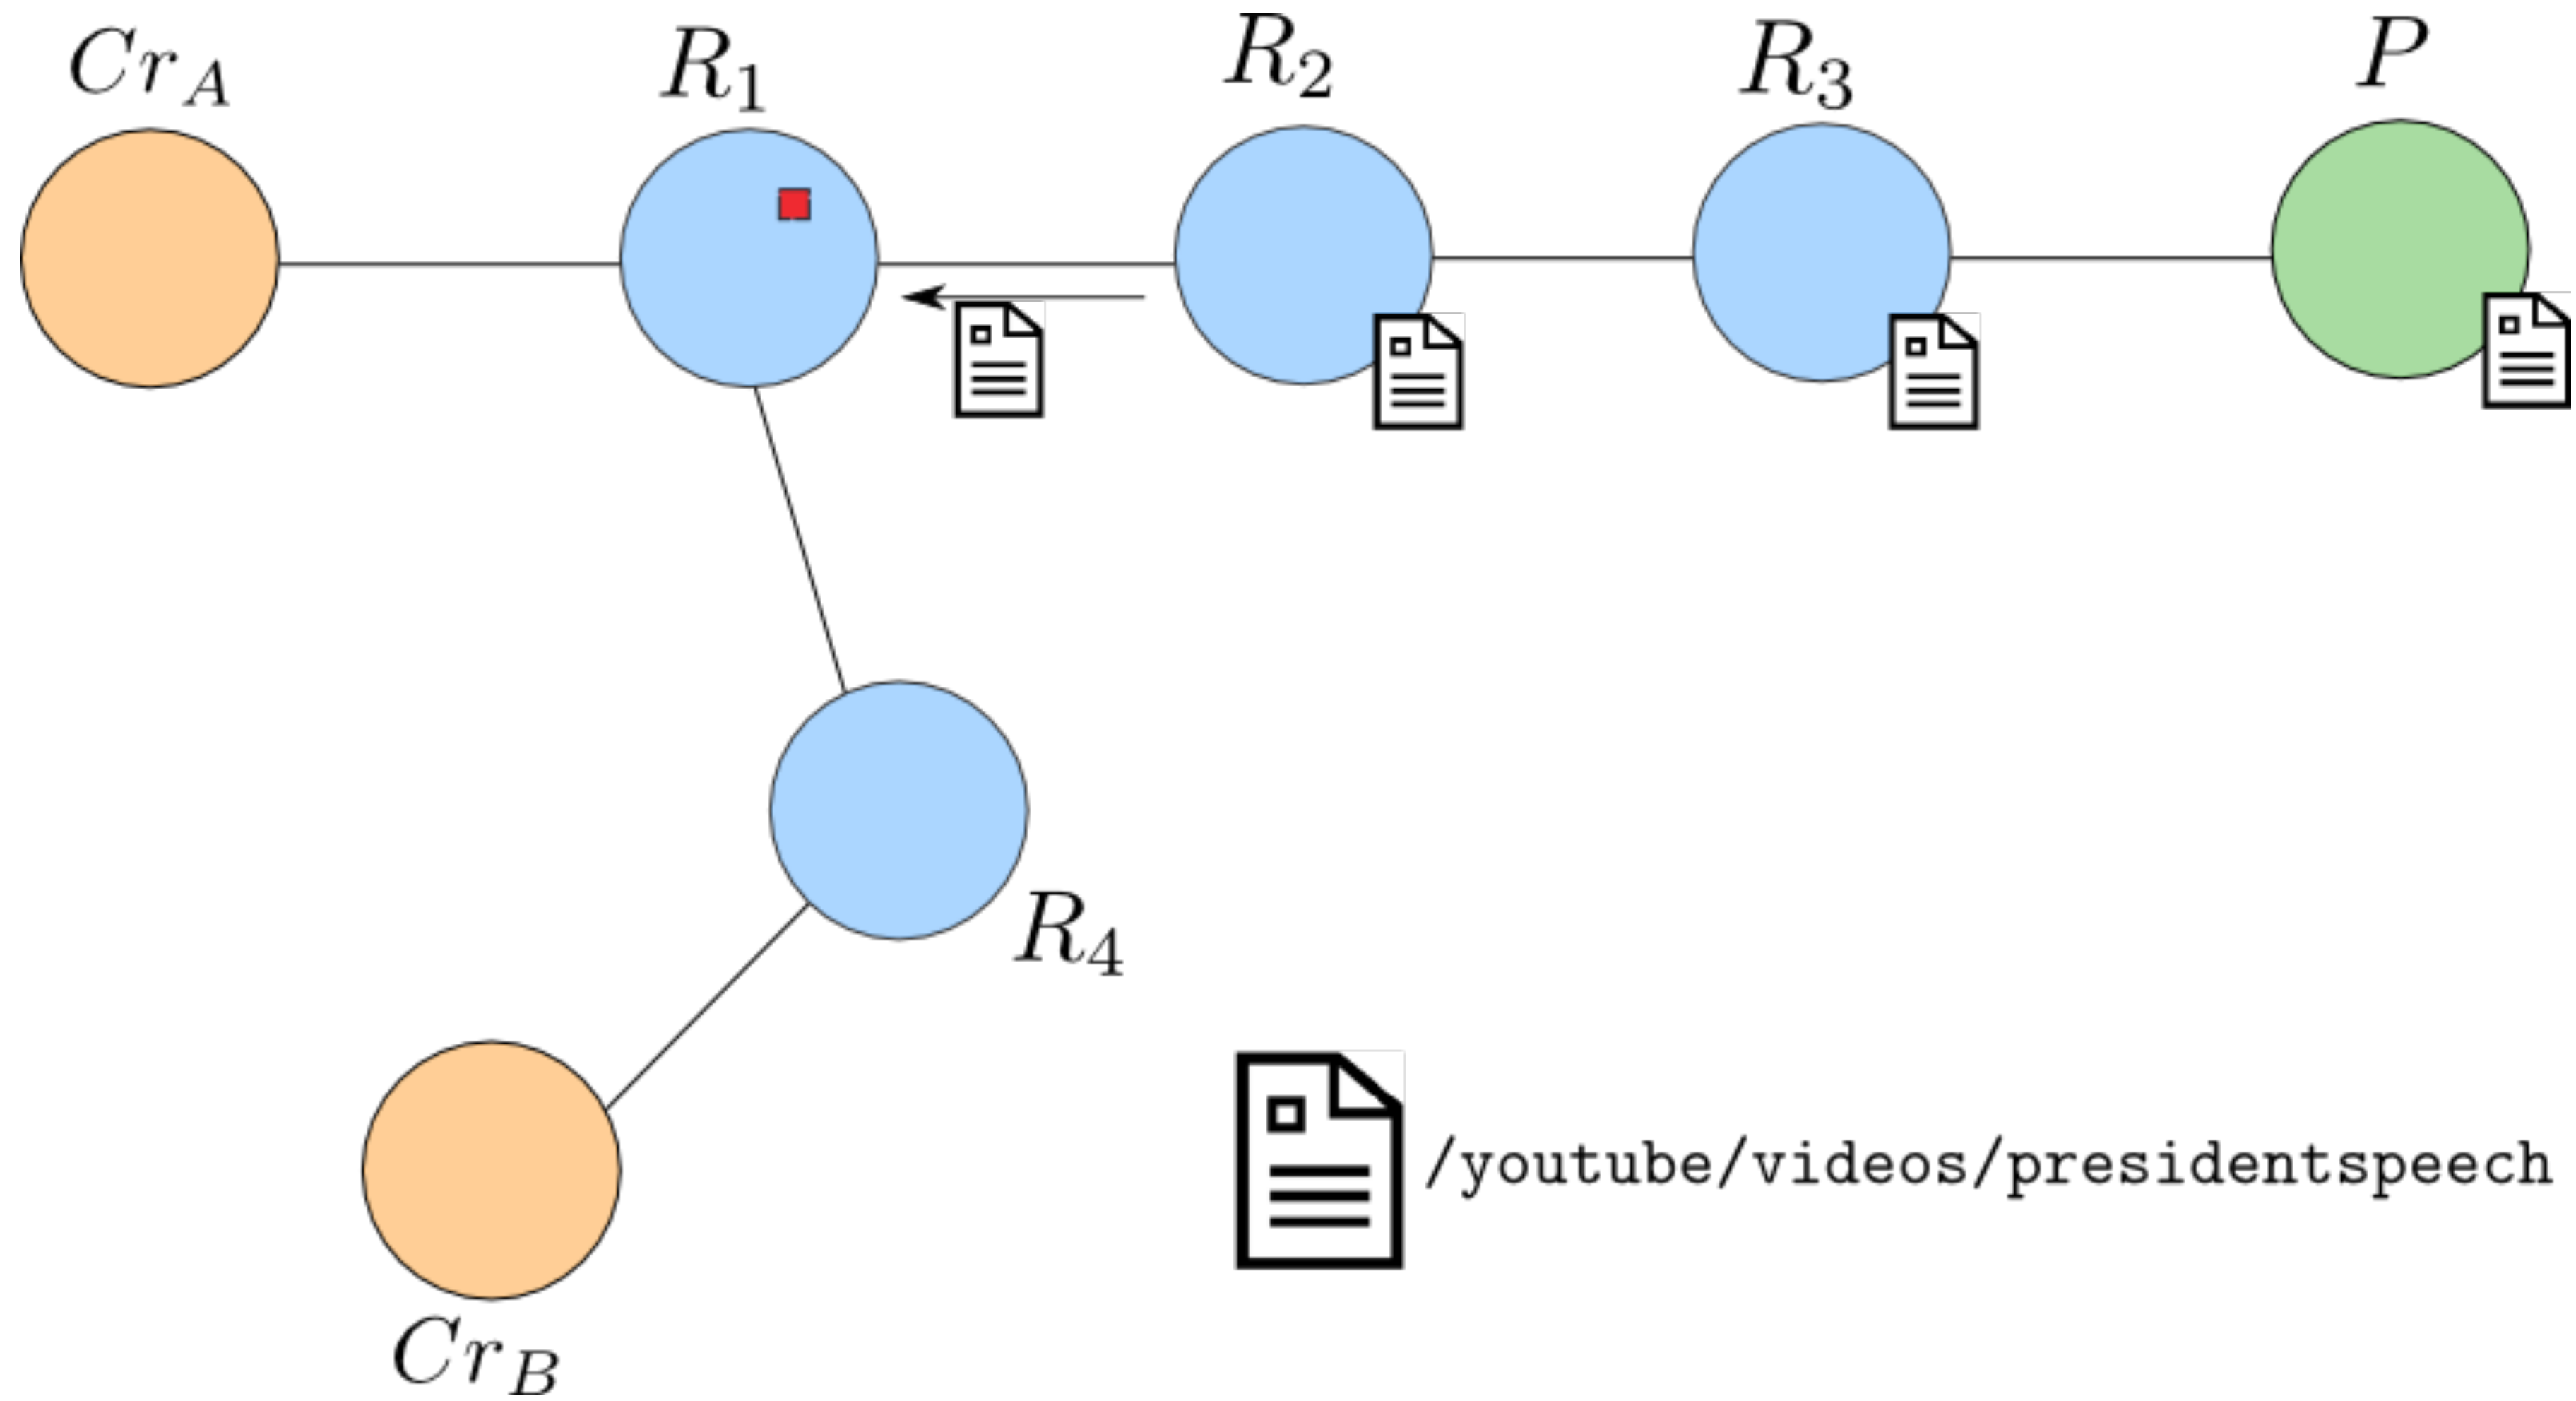 Cr_A
R_1
R_2
R_3
P
R_4
/youtube/videos/presidentspeech
Cr_B